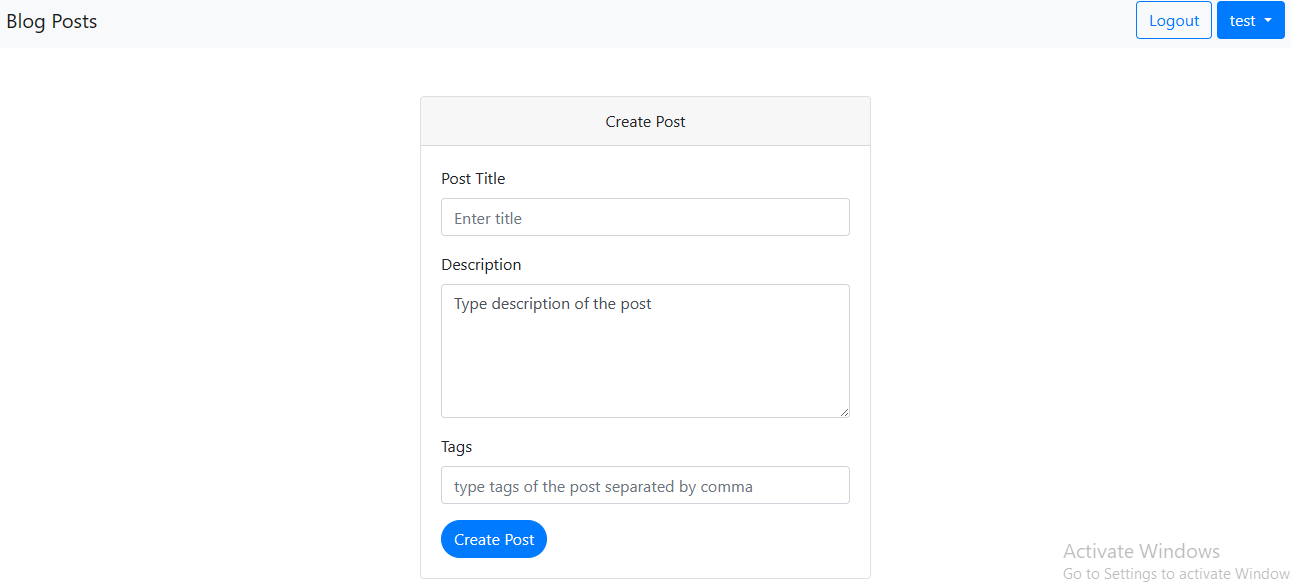 Blog Posts
Logout
test
Create Post
Post Title
Enter title
Description
Type description of the post
Tags
type tags of the post separated by comma
Create Post
Activate Windows
Go to Settings to activate Window